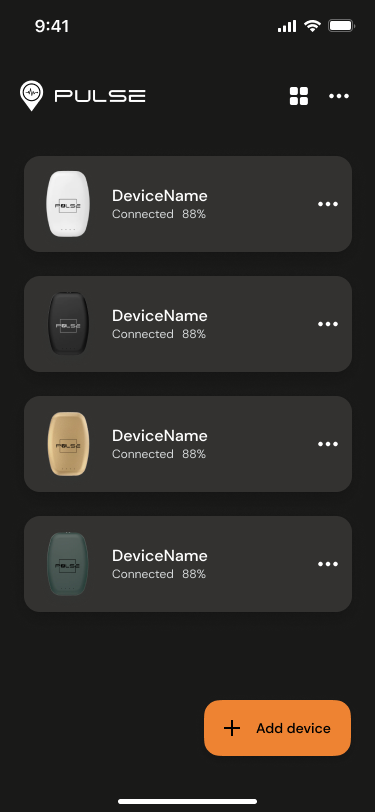 9:41
PULSE
PULSE
DeviceName
Connected 88%
PULSE
DeviceName
Connected 88%
PULSE
DeviceName
Connected 88%
PULSE
DeviceName
Connected 88%
Add device